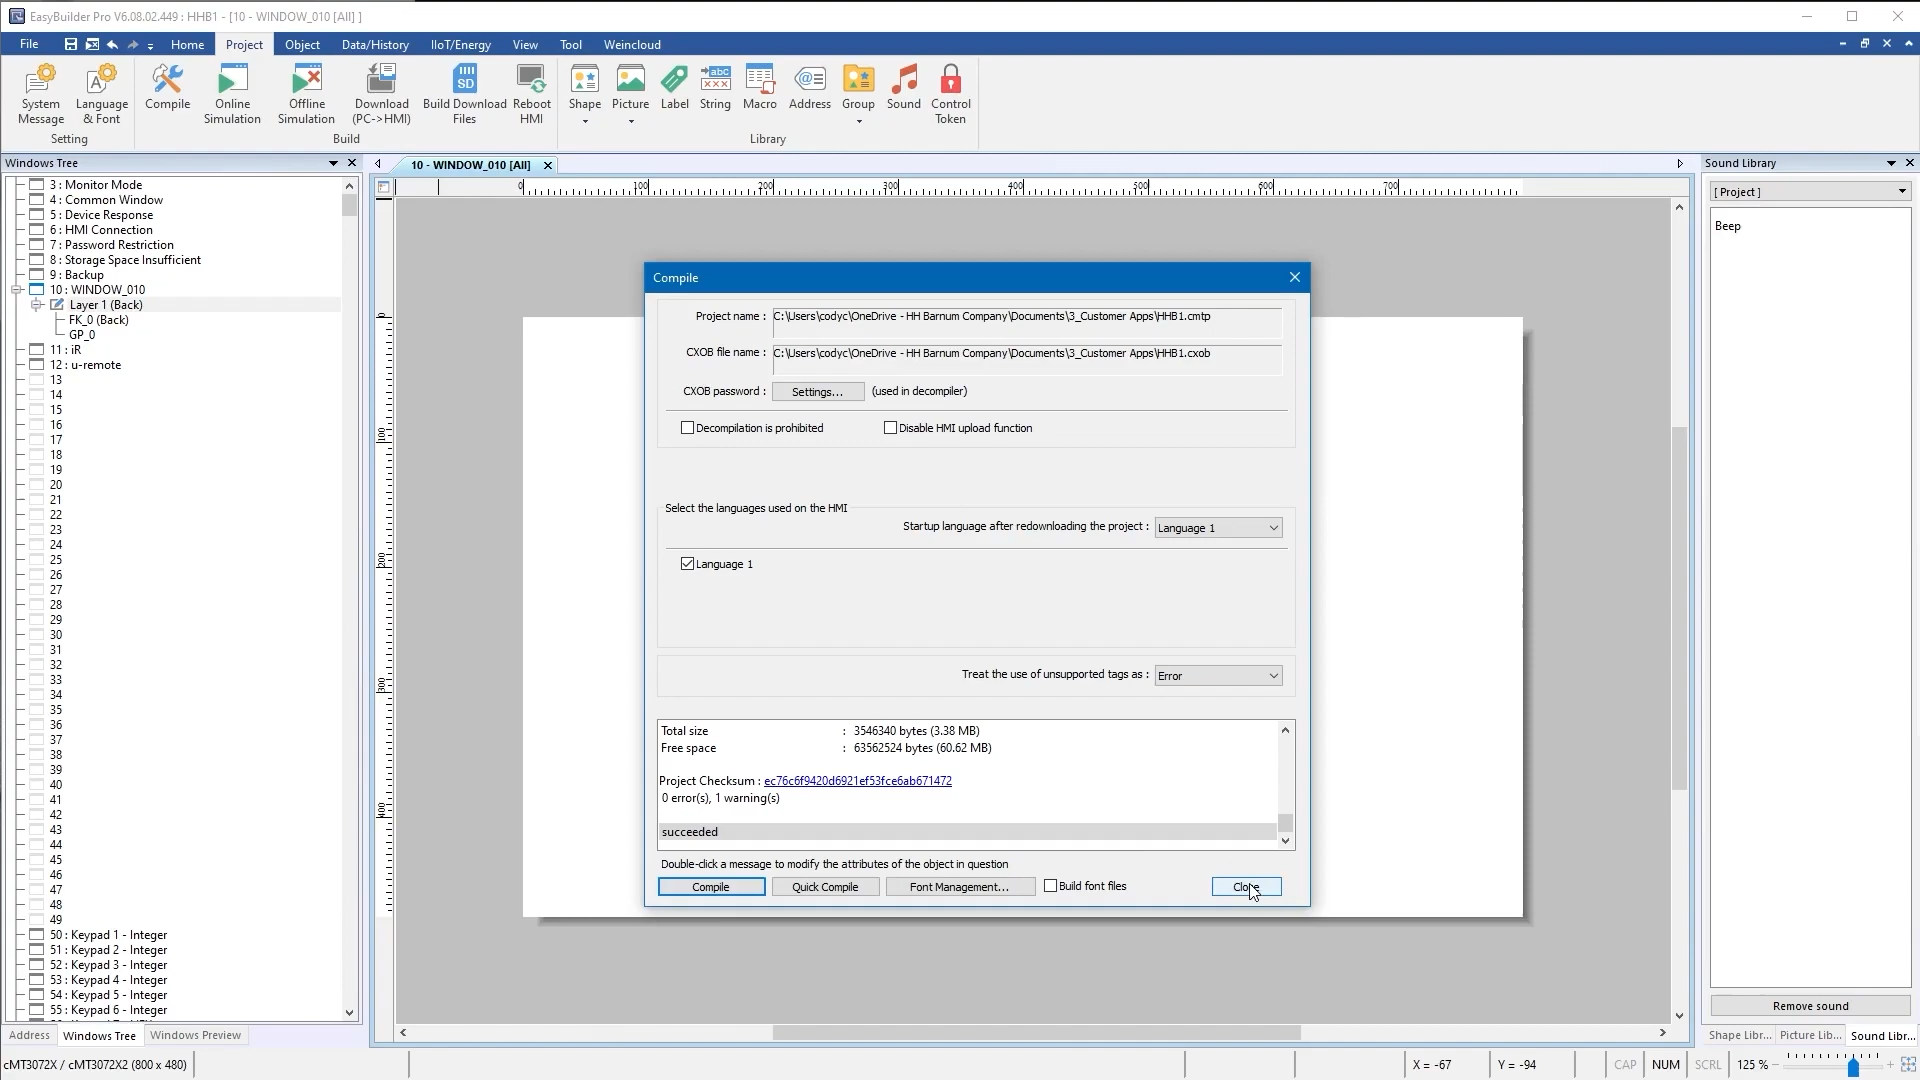 EasyBuilder Pro V6.08.02.449 : HHB1 - [10 - WINDOW_010 [All] ]
File Home Project Object Data/History IIoT/Energy View Tool Weincloud
System Message
Language & Font
Compile
Online Simulation
Offline Simulation
Download (PC->HMI)
Build Download Files
Reboot HMI
Shape
Picture
Label
String
Macro
Address
Group
Sound
Control Token
Setting Build Library
Windows Tree
3 : Monitor Mode
4 : Common Window
5 : Device Response
6 : HMI Connection
7 : Password Restriction
8 : Storage Space Insufficient
9 : Backup
10 : WINDOW_010
Layer 1 (Back)
FK_0 (Back)
GP_0
11 : iR
12 : u-remote
13
14
15
16
17
18
19
20
21
22
23
24
25
26
27
28
29
30
31
32
33
34
35
36
37
38
39
40
41
42
43
44
45
46
47
48
49
50 : Keypad 1 - Integer
51 : Keypad 2 - Integer
52 : Keypad 3 - Integer
53 : Keypad 4 - Integer
54 : Keypad 5 - Integer
55 : Keypad 6 - Integer
Address Windows Tree Windows Preview
10 - WINDOW_010 [All]
0 100 200 300 400 500 600 700
0
100
200
300
400
Compile
Project name : C:\Users\codyc\OneDrive - HH Barnum Company\Documents\3_Customer Apps\HHB1.cmtp
CXOB file name : C:\Users\codyc\OneDrive - HH Barnum Company\Documents\3_Customer Apps\HHB1.cxob
CXOB password : Settings... (used in decompiler)
Decompilation is prohibited Disable HMI upload function
Select the languages used on the HMI
Startup language after redownloading the project : Language 1
Language 1
Treat the use of unsupported tags as : Error
Total size : 3546340 bytes (3.38 MB)
Free space : 63562524 bytes (60.62 MB)
Project Checksum : ec76c6f9420d6921ef53fce6ab671472
0 error(s), 1 warning(s)
succeeded
Double-click a message to modify the attributes of the object in question
Compile Quick Compile Font Management... Build font files Close
Sound Library
[ Project ]
Beep
Remove sound
Shape Libr... Picture Lib... Sound Libr...
cMT3072X / cMT3072X2 (800 x 480) X = -67 Y = -94 CAP NUM SCRL 125 %